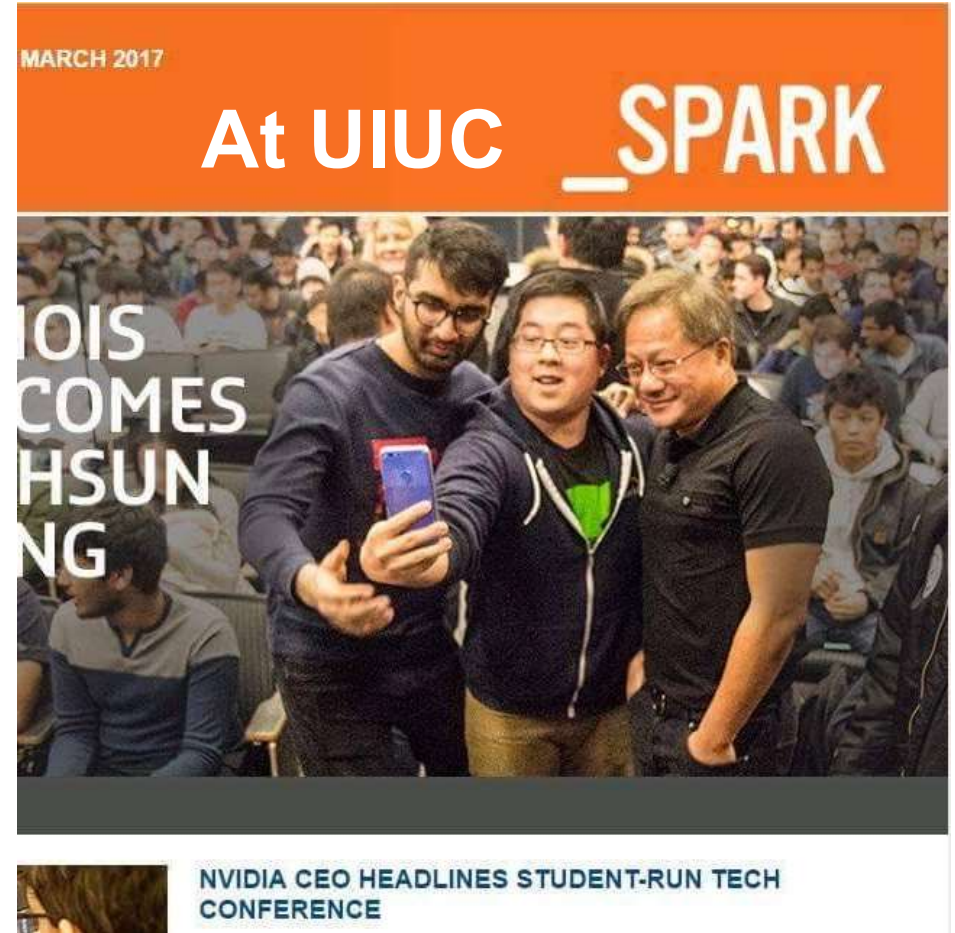 MARCH 2017
At UIUC
_SPARK
IOIS
COMES
HSUN
NG
NVIDIA CEO HEADLINES STUDENT-RUN TECH
CONFERENCE